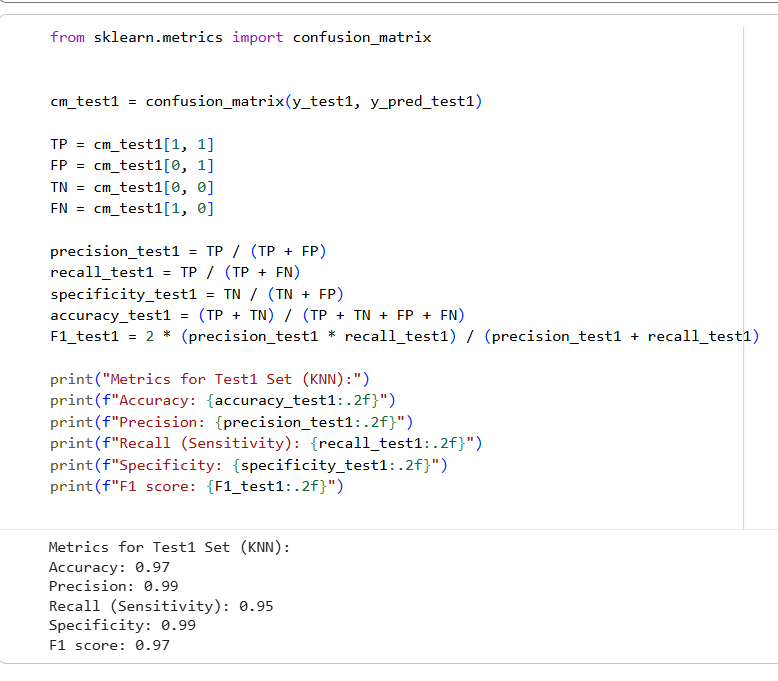 from sklearn.metrics import confusion_matrix
cm_test1 = confusion_matrix(y_test1, y_pred_test1)
TP = cm_test1[1, 1]
FP = cm_test1[0, 1]
TN = cm_test1[0, 0]
FN = cm_test1[1, 0]
precision_test1 = TP / (TP + FP)
recall_test1 = TP / (TP + FN)
specificity_test1 = TN / (TN + FP)
accuracy_test1 = (TP + TN) / (TP + TN + FP + FN)
F1_test1 = 2 * (precision_test1 * recall_test1) / (precision_test1 + recall_test1)
print("Metrics for Test1 Set (KNN):")
print(f"Accuracy: {accuracy_test1:.2f}")
print(f"Precision: {precision_test1:.2f}")
print(f"Recall (Sensitivity): {recall_test1:.2f}")
print(f"Specificity: {specificity_test1:.2f}")
print(f"F1 score: {F1_test1:.2f}")
Metrics for Test1 Set (KNN):
Accuracy: 0.97
Precision: 0.99
Recall (Sensitivity): 0.95
Specificity: 0.99
F1 score: 0.97